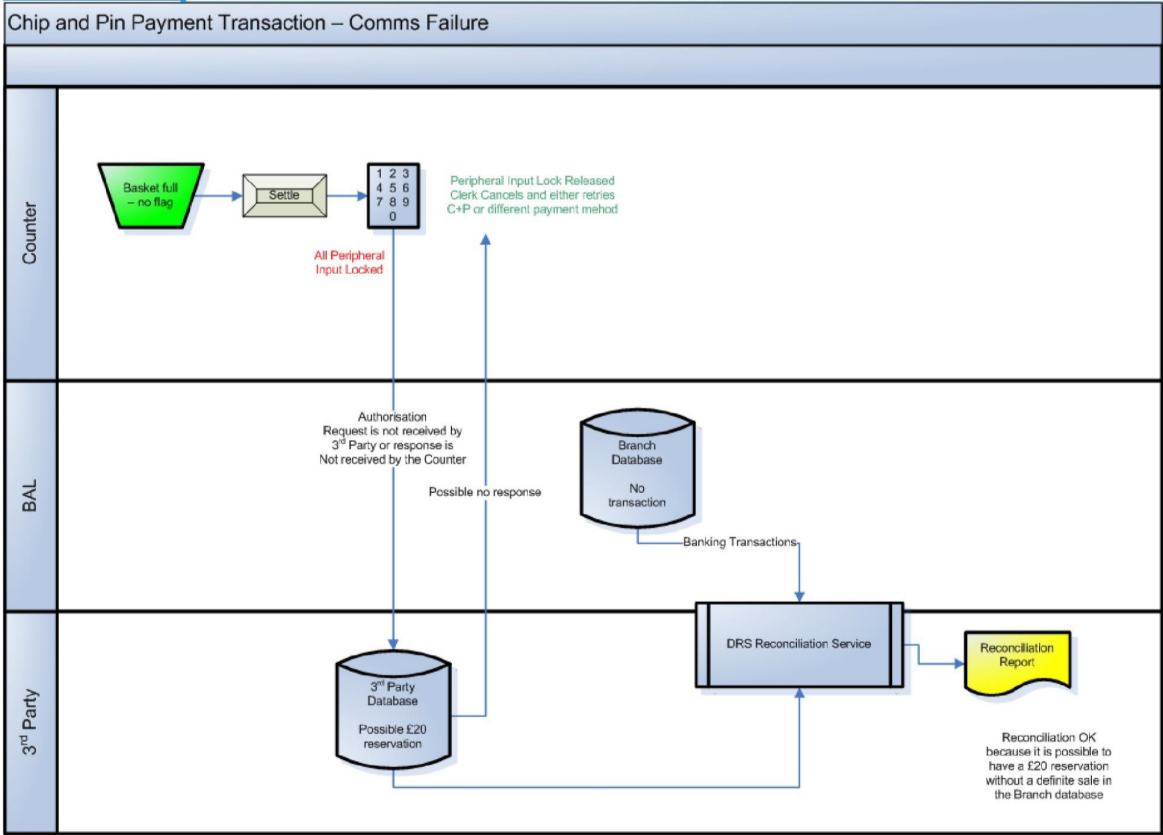 Chip and Pin Payment Transaction – Comms Failure
Counter
Basket full
– no flag
Settle
1 2 3
4 5 6
7 8 9
0
Peripheral Input Lock Released
Clerk Cancels and either retries
C+P or different payment mehod
All Peripheral
Input Locked
BAL
Authorisation
Request is not received by
3rd Party or response is
Not received by the Counter
Possible no response
Branch
Database
No
transaction
Banking Transactions
3rd Party
3rd Party
Database
Possible £20
reservation
DRS Reconciliation Service
Reconciliation
Report
Reconciliation OK
because it is possible to
have a £20 reservation
without a definite sale in
the Branch database